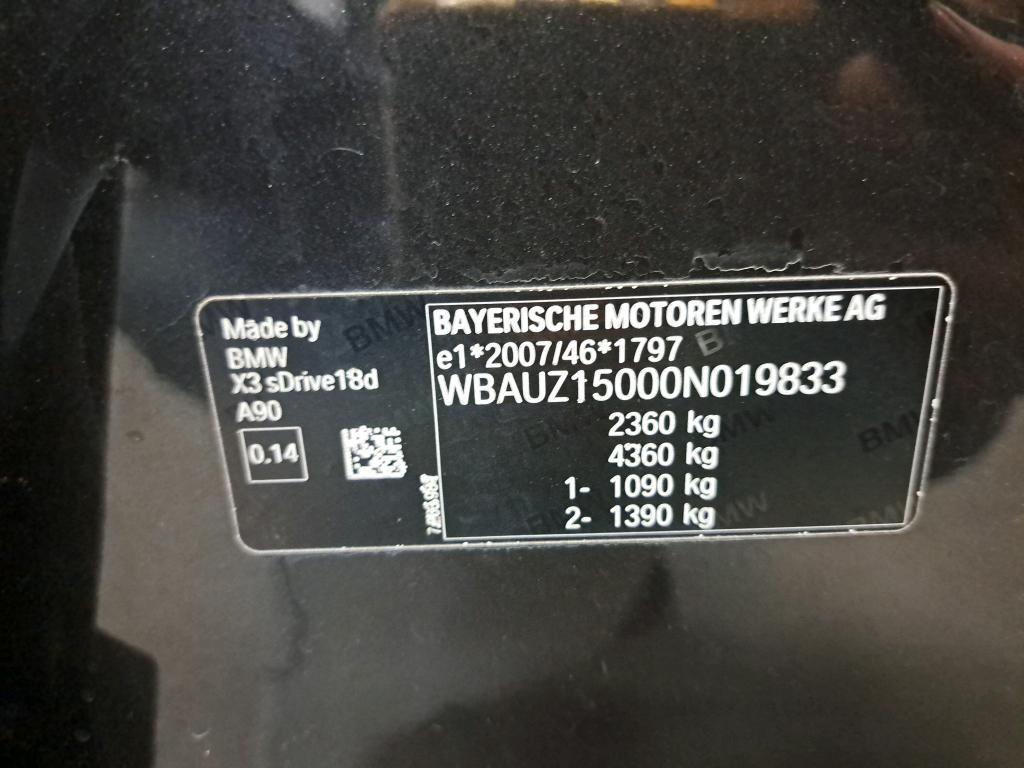 Made by
BMW
X3 sDrive18d
A90
0.14
BAYERISCHE MOTOREN WERKE AG
e1*2007/46*1797
WBAUZ15000N019833
2360 kg
4360 kg
1- 1090 kg
2- 1390 kg